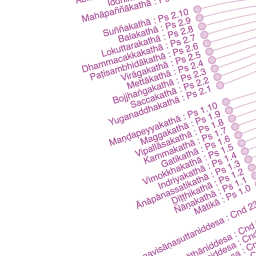 Mahāpaññākathā :
Suññakathā : Ps 2.10
Balakathā : Ps 2.9
Lokuttarakathā : Ps 2.8
Dhammacakkakathā : Ps 2.7
Paṭisambhidākathā : Ps 2.6
Virāgakathā : Ps 2.5
Mettākathā : Ps 2.4
Bojjhaṅgakathā : Ps 2.3
Saccakathā : Ps 2.2
Yuganaddhakathā : Ps 2.1
Maṇḍapeyyakathā : Ps 1.10
Maggakathā : Ps 1.9
Vipallāsakathā : Ps 1.8
Kammakathā : Ps 1.7
Gatikathā : Ps 1.6
Vimokkhakathā : Ps 1.5
Indriyakathā : Ps 1.4
Ānāpānassatikathā : Ps 1.3
Diṭṭhikathā : Ps 1.2
Ñāṇakathā : Ps 1.1
Mātikā : Ps 1.0
: Cnd 23
: Cnd